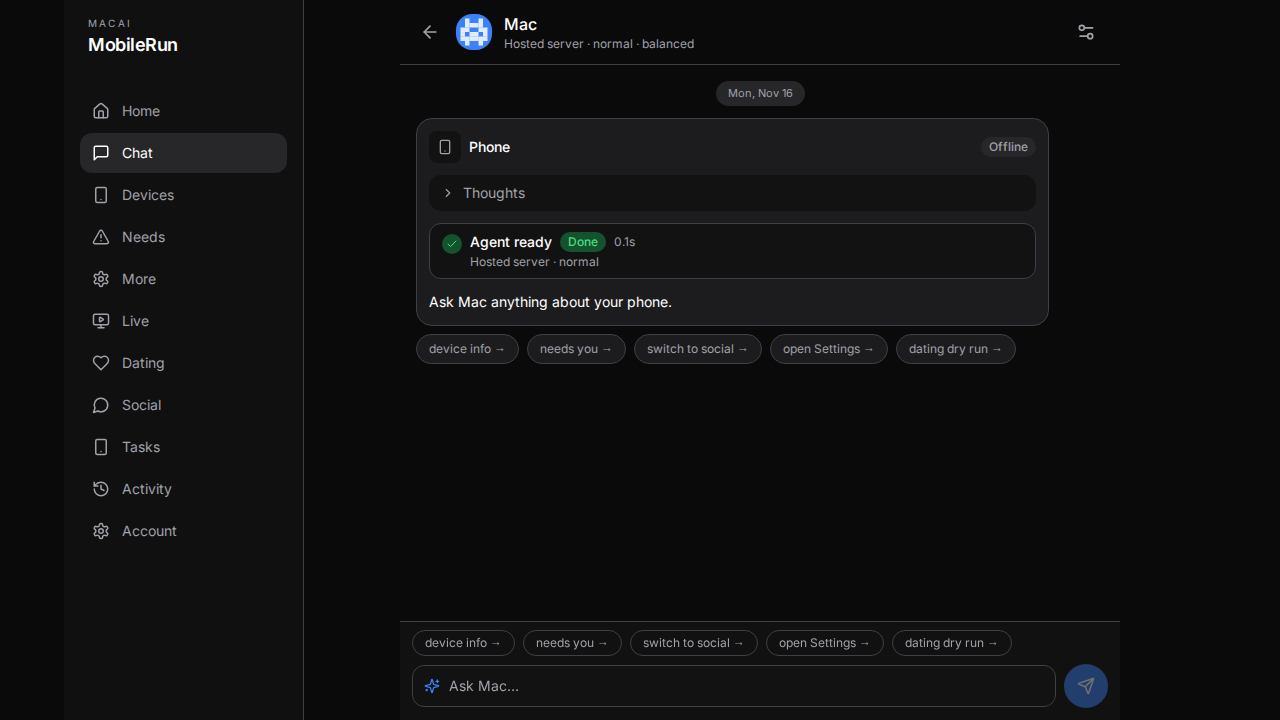 MACAI
MobileRun
Home
Chat
Devices
Needs
More
Live
Dating
Social
Tasks
Activity
Account
Mac
Hosted server · normal · balanced
Mon, Nov 16
Phone
Offline
Thoughts
Agent ready Done 0.1s
Hosted server · normal
Ask Mac anything about your phone.
device info → needs you → switch to social → open Settings → dating dry run →
device info → needs you → switch to social → open Settings → dating dry run →
Ask Mac...